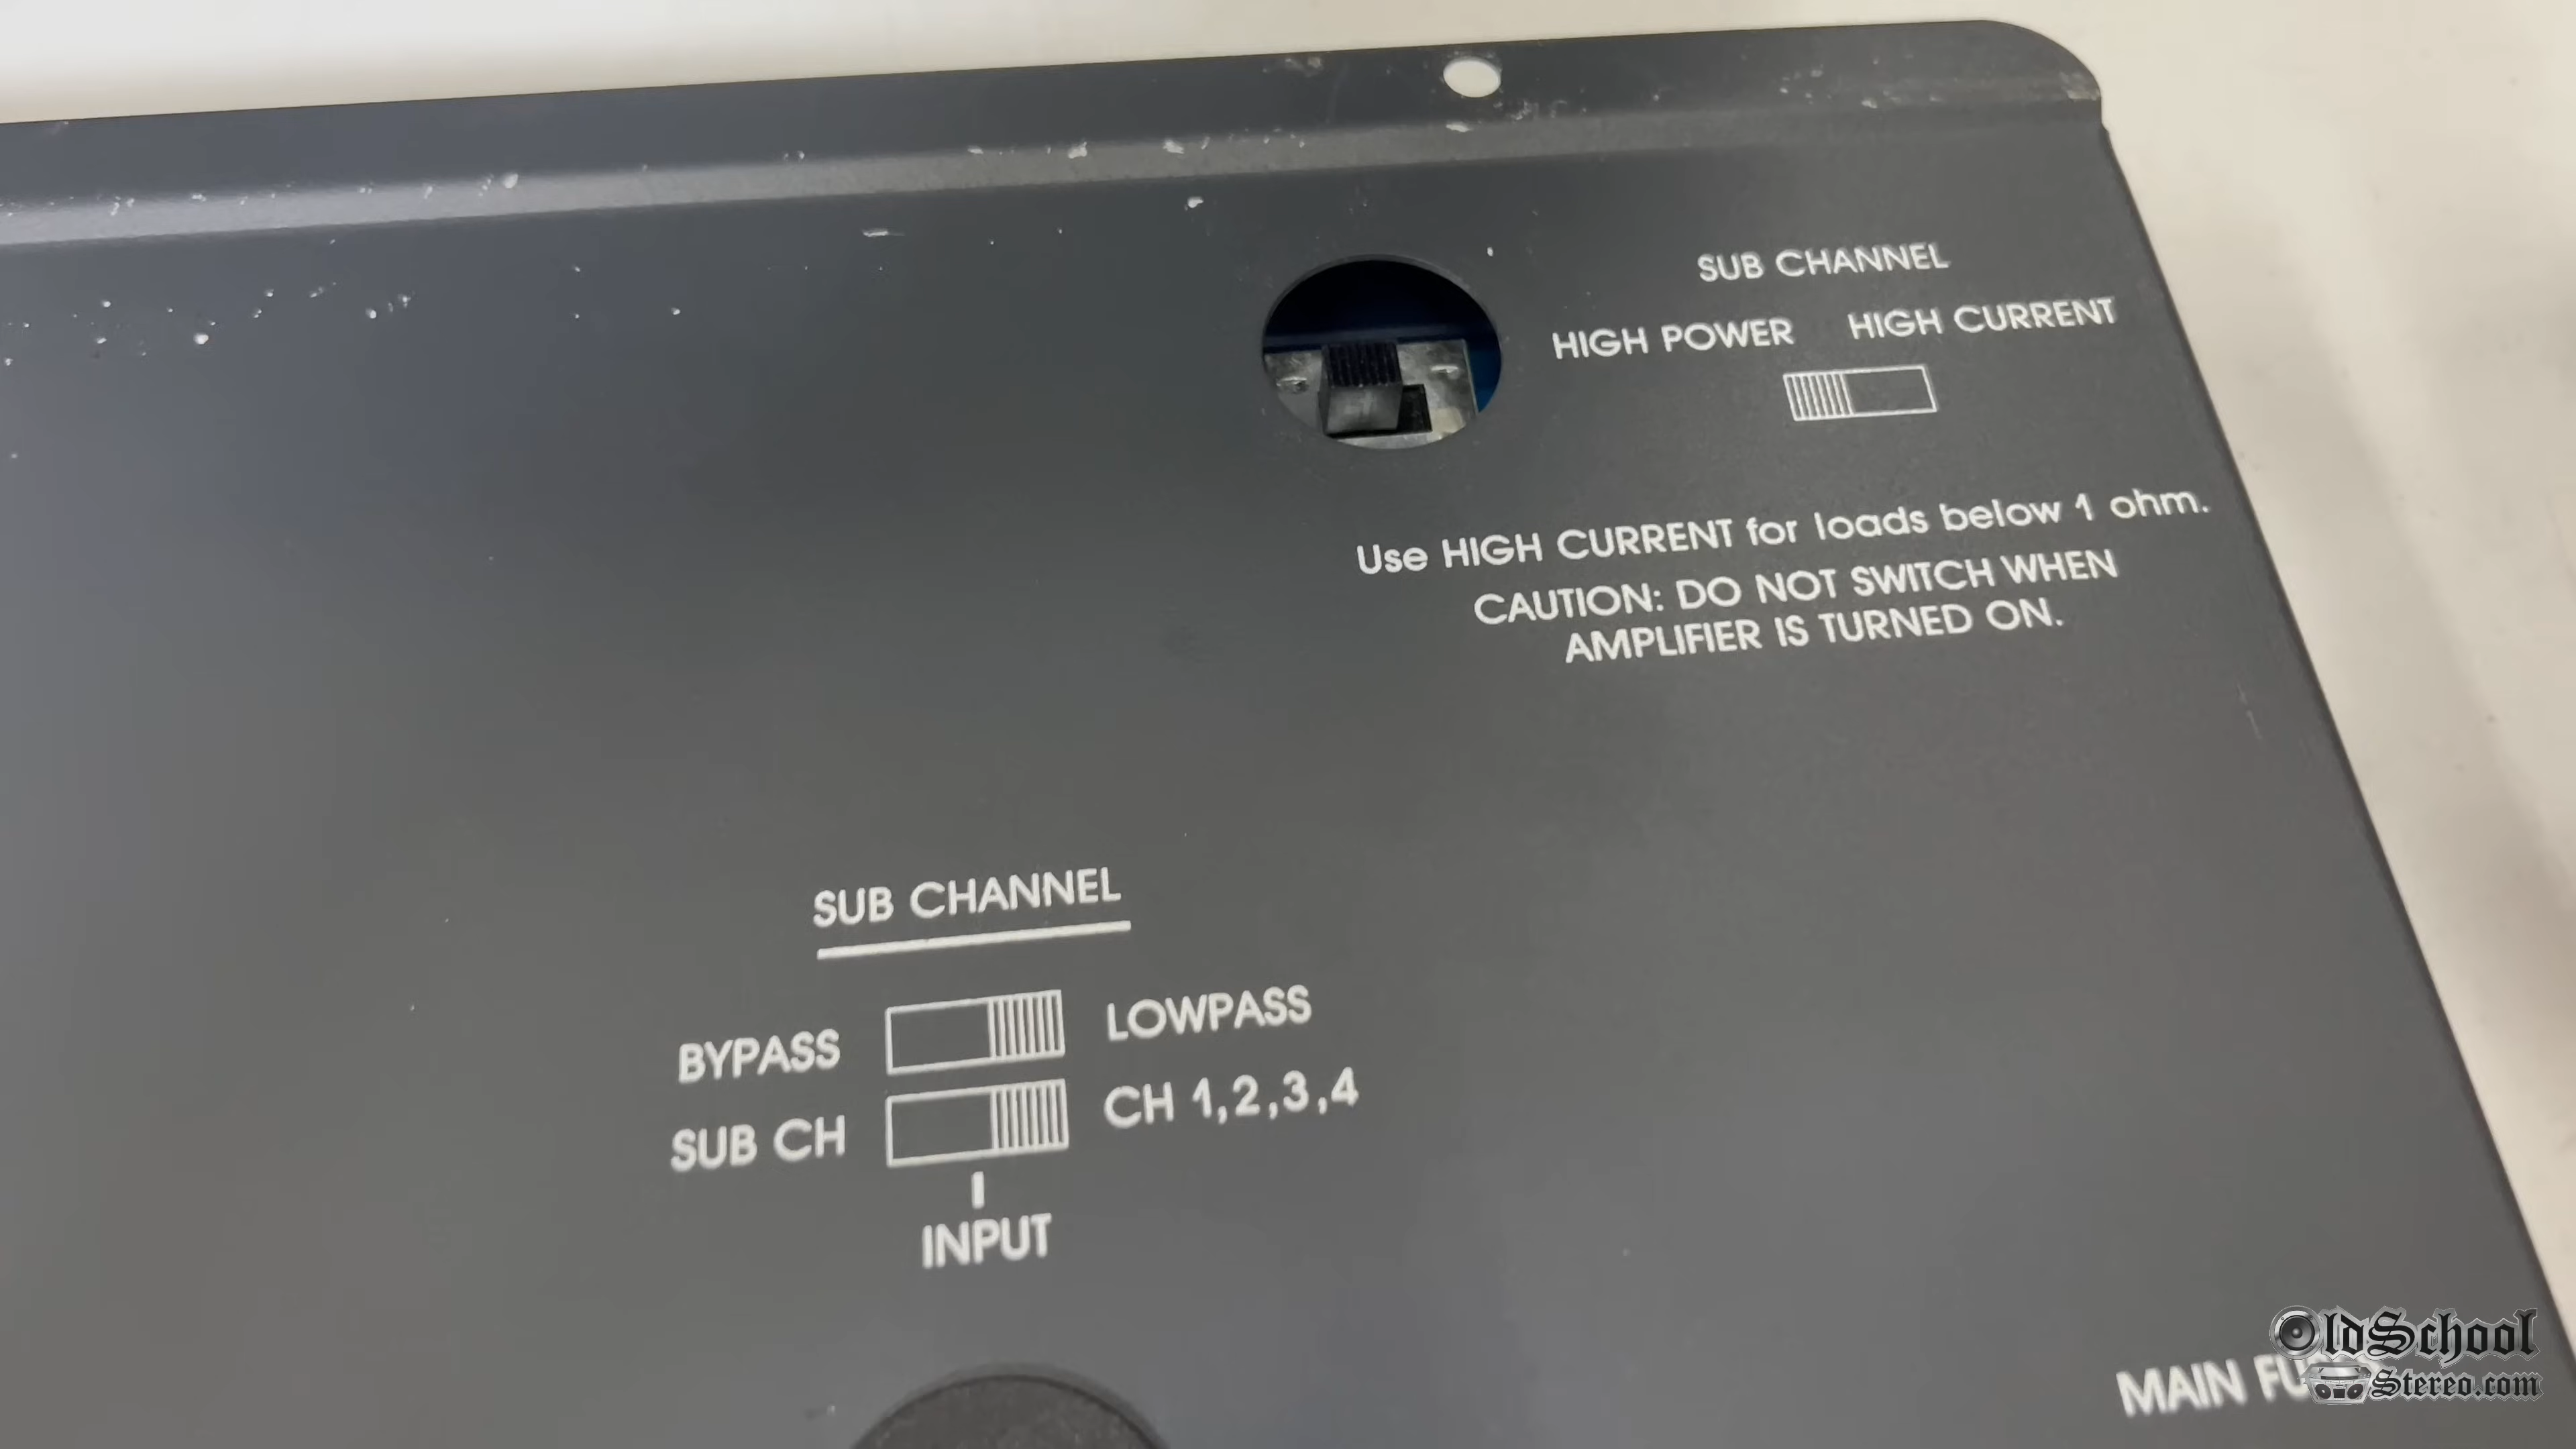 SUB CHANNEL
HIGH POWER HIGH CURRENT
Use HIGH CURRENT for loads below 1 ohm.
CAUTION: DO NOT SWITCH WHEN
AMPLIFIER IS TURNED ON.
SUB CHANNEL
BYPASS LOWPASS
SUB CH CH 1,2,3,4
INPUT
MAIN
OldSchool
Stereo.com